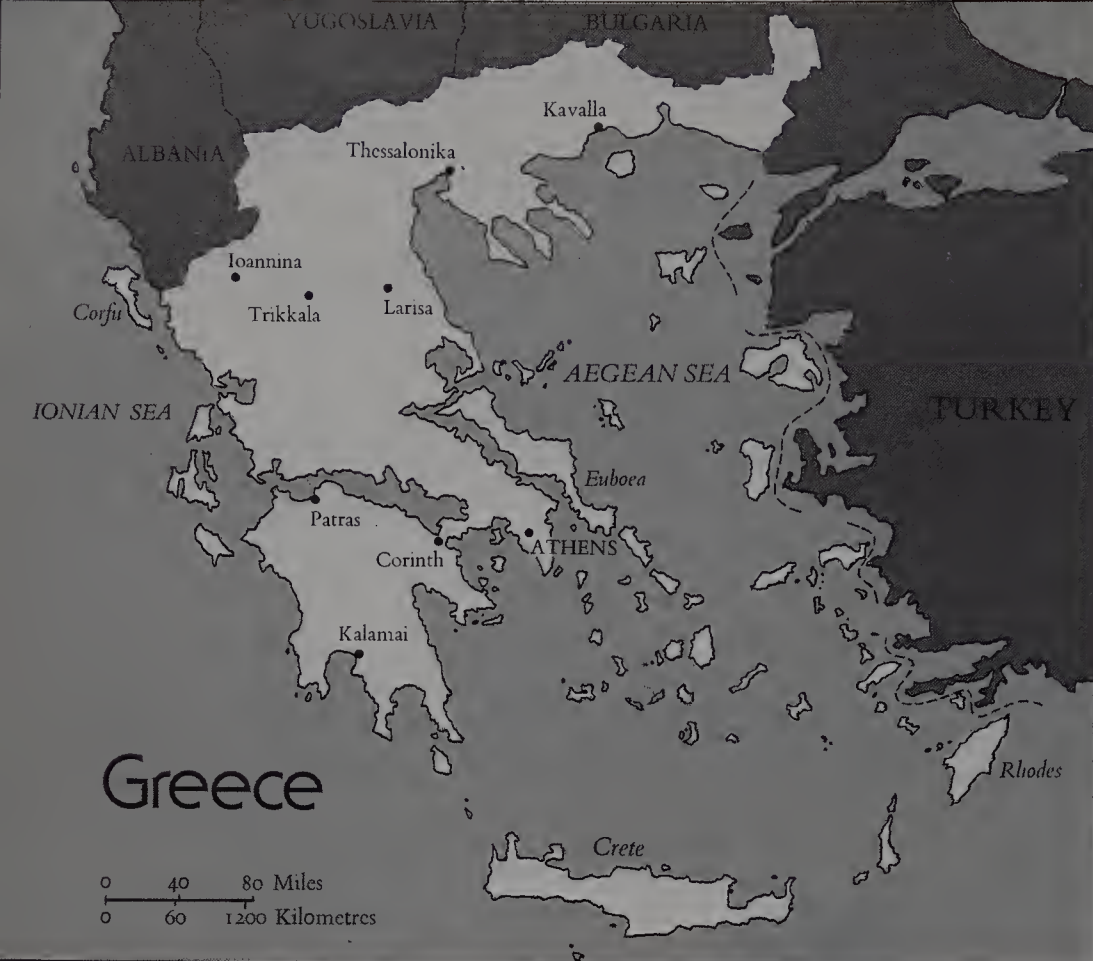 YUGOSLAVIA
BULGARIA
Kavalla
Thessalonika
ALBANIA
Ioannina
Corfu
Trikkala
Larisa
AEGEAN SEA
IONIAN SEA
TURKEY
Euboea
Patras
ATHENS
Corinth
Kalamai
Greece
Rhodes
Crete
0 40 80 Miles
0 60 1200 Kilometres